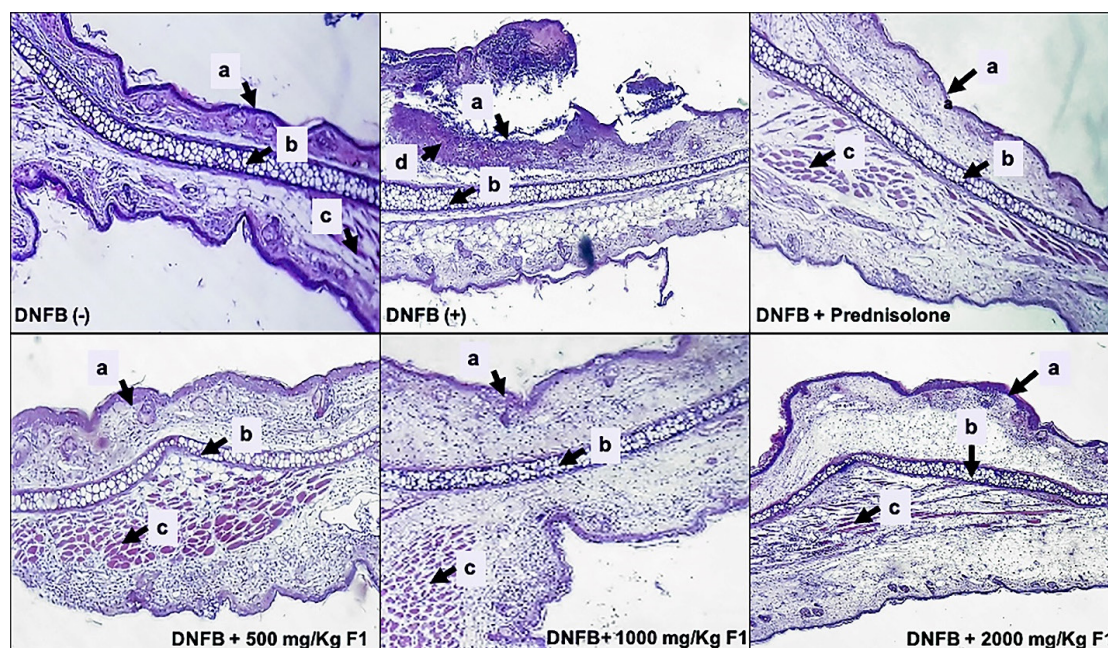 a
b
c
DNFB (-)
a
d
b
DNFB (+)
a
a
c
b
DNFB + Prednisolone
a
b
c
DNFB + 500 mg/Kg F1
a
b
c
DNFB+ 1000 mg/Kg F1
a
b
c
DNFB + 2000 mg/Kg F1